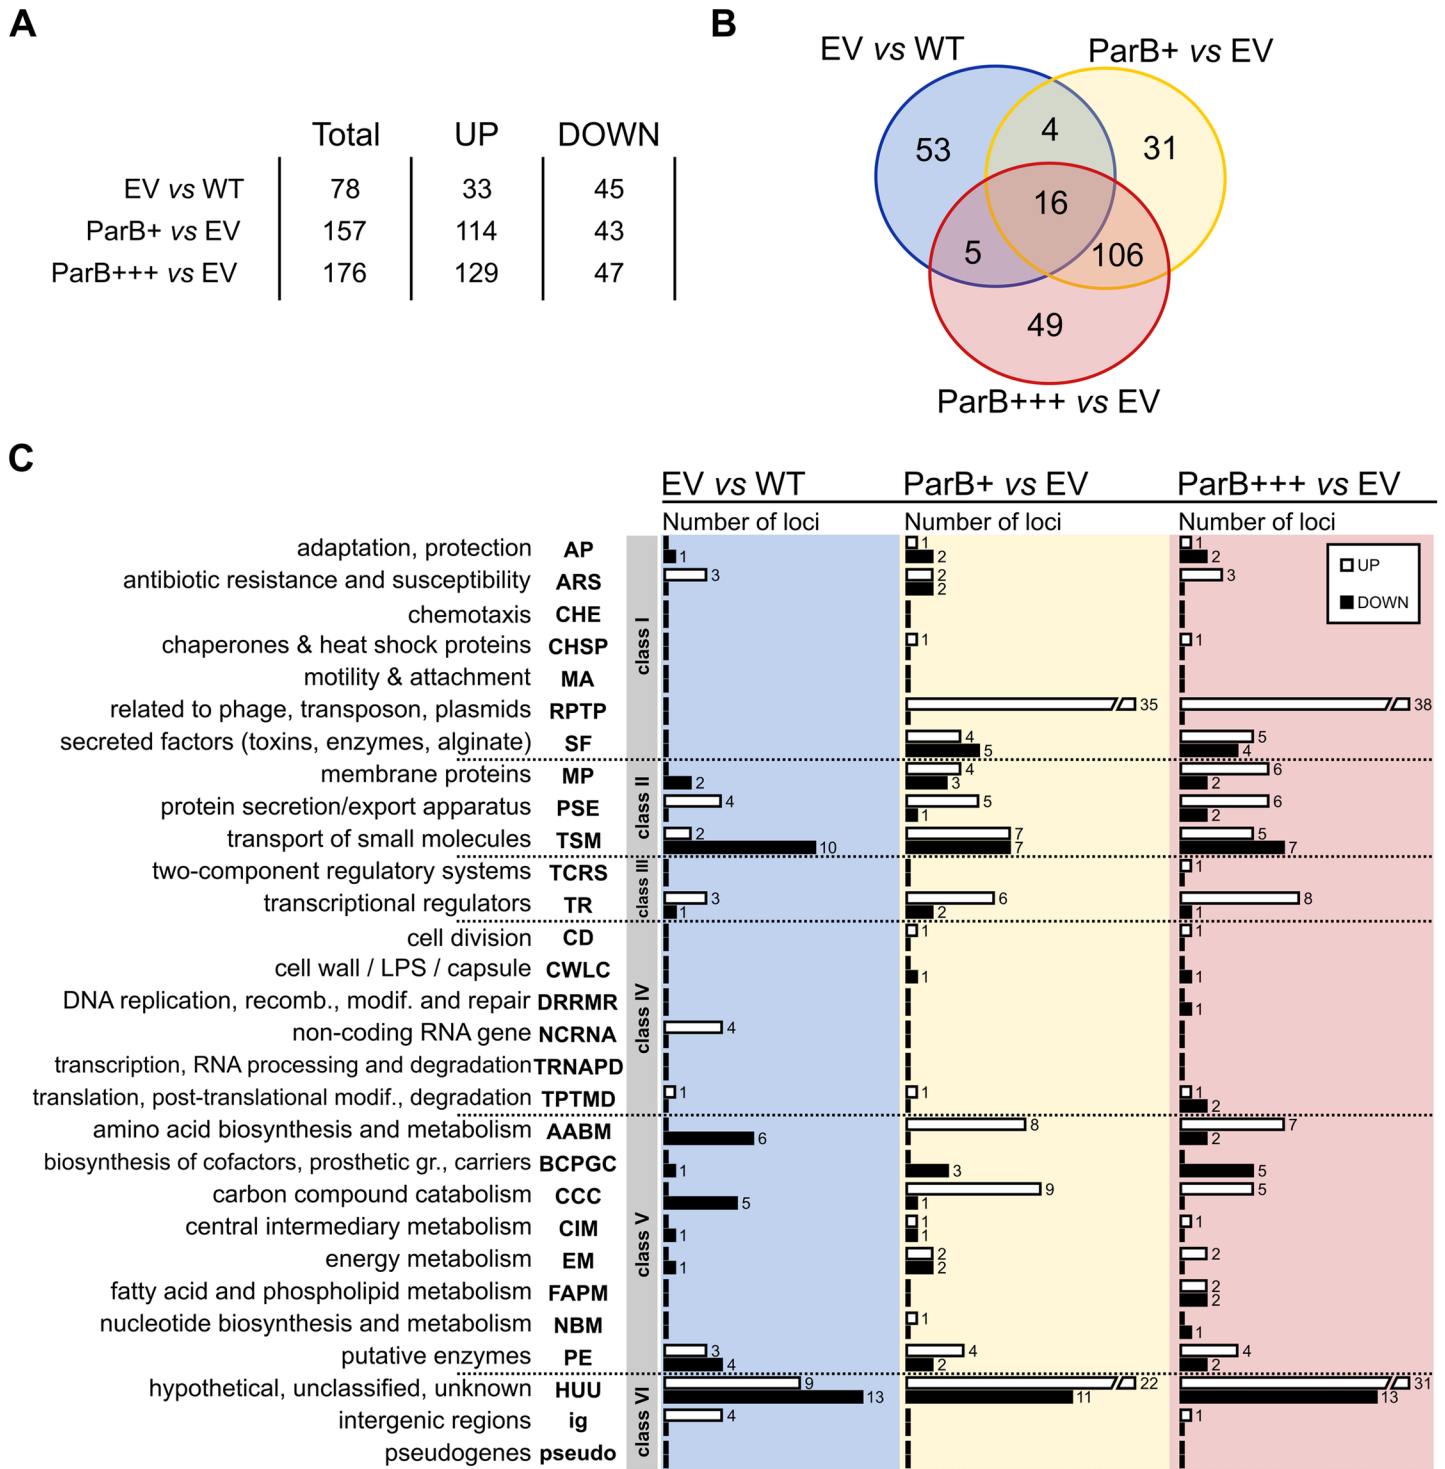 A
Total UP DOWN
EV vs WT 78 33 45
ParB+ vs EV 157 114 43
ParB+++ vs EV 176 129 47
B
EV vs WT ParB+ vs EV
53 4 31
16
5 106
49
ParB+++ vs EV
C
EV vs WT ParB+ vs EV ParB+++ vs EV
Number of loci Number of loci Number of loci
UP
DOWN
class I
adaptation, protection AP 1 1 2 1 2
antibiotic resistance and susceptibility ARS 3 2 2 3
chemotaxis CHE
chaperones & heat shock proteins CHSP 1 1
motility & attachment MA
related to phage, transposon, plasmids RPTP 35 38
secreted factors (toxins, enzymes, alginate) SF 4 5 5 4
class II
membrane proteins MP 2 4 3 6 2
protein secretion/export apparatus PSE 4 5 1 6 2
transport of small molecules TSM 2 10 7 7 5 7
class III
two-component regulatory systems TCRS 1
transcriptional regulators TR 3 1 6 2 8 1
class IV
cell division CD 1 1
cell wall / LPS / capsule CWLC 1 1
DNA replication, recomb., modif. and repair DRRMR 1
non-coding RNA gene NCRNA 4
transcription, RNA processing and degradation TRNAPD
translation, post-translational modif., degradation TPTMD 1 1 1 2
class V
amino acid biosynthesis and metabolism AABM 6 8 7 2
biosynthesis of cofactors, prosthetic gr., carriers BCPGC 1 3 5
carbon compound catabolism CCC 5 9 1 5
central intermediary metabolism CIM 1 1 1 1
energy metabolism EM 1 2 2 2
fatty acid and phospholipid metabolism FAPM 2 2
nucleotide biosynthesis and metabolism NBM 1 1
putative enzymes PE 3 4 4 2 4 2
class VI
hypothetical, unclassified, unknown HUU 9 13 22 11 31 13
intergenic regions ig 4 1
pseudogenes pseudo